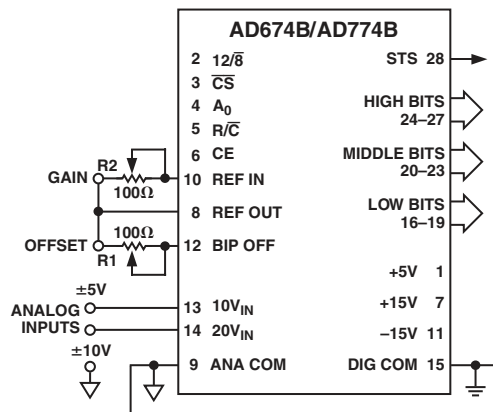 AD674B/AD774B
2 12/8̅
STS 28
3 C̅S̅
4 A₀
HIGH BITS
24–27
5 R/C̅
6 CE
MIDDLE BITS
20–23
GAIN
R2
100Ω
10 REF IN
8 REF OUT
LOW BITS
16–19
OFFSET
100Ω
R1
12 BIP OFF
+5V 1
±5V
ANALOG
INPUTS
13 10VIN
+15V 7
14 20VIN
–15V 11
±10V
9 ANA COM
DIG COM 15